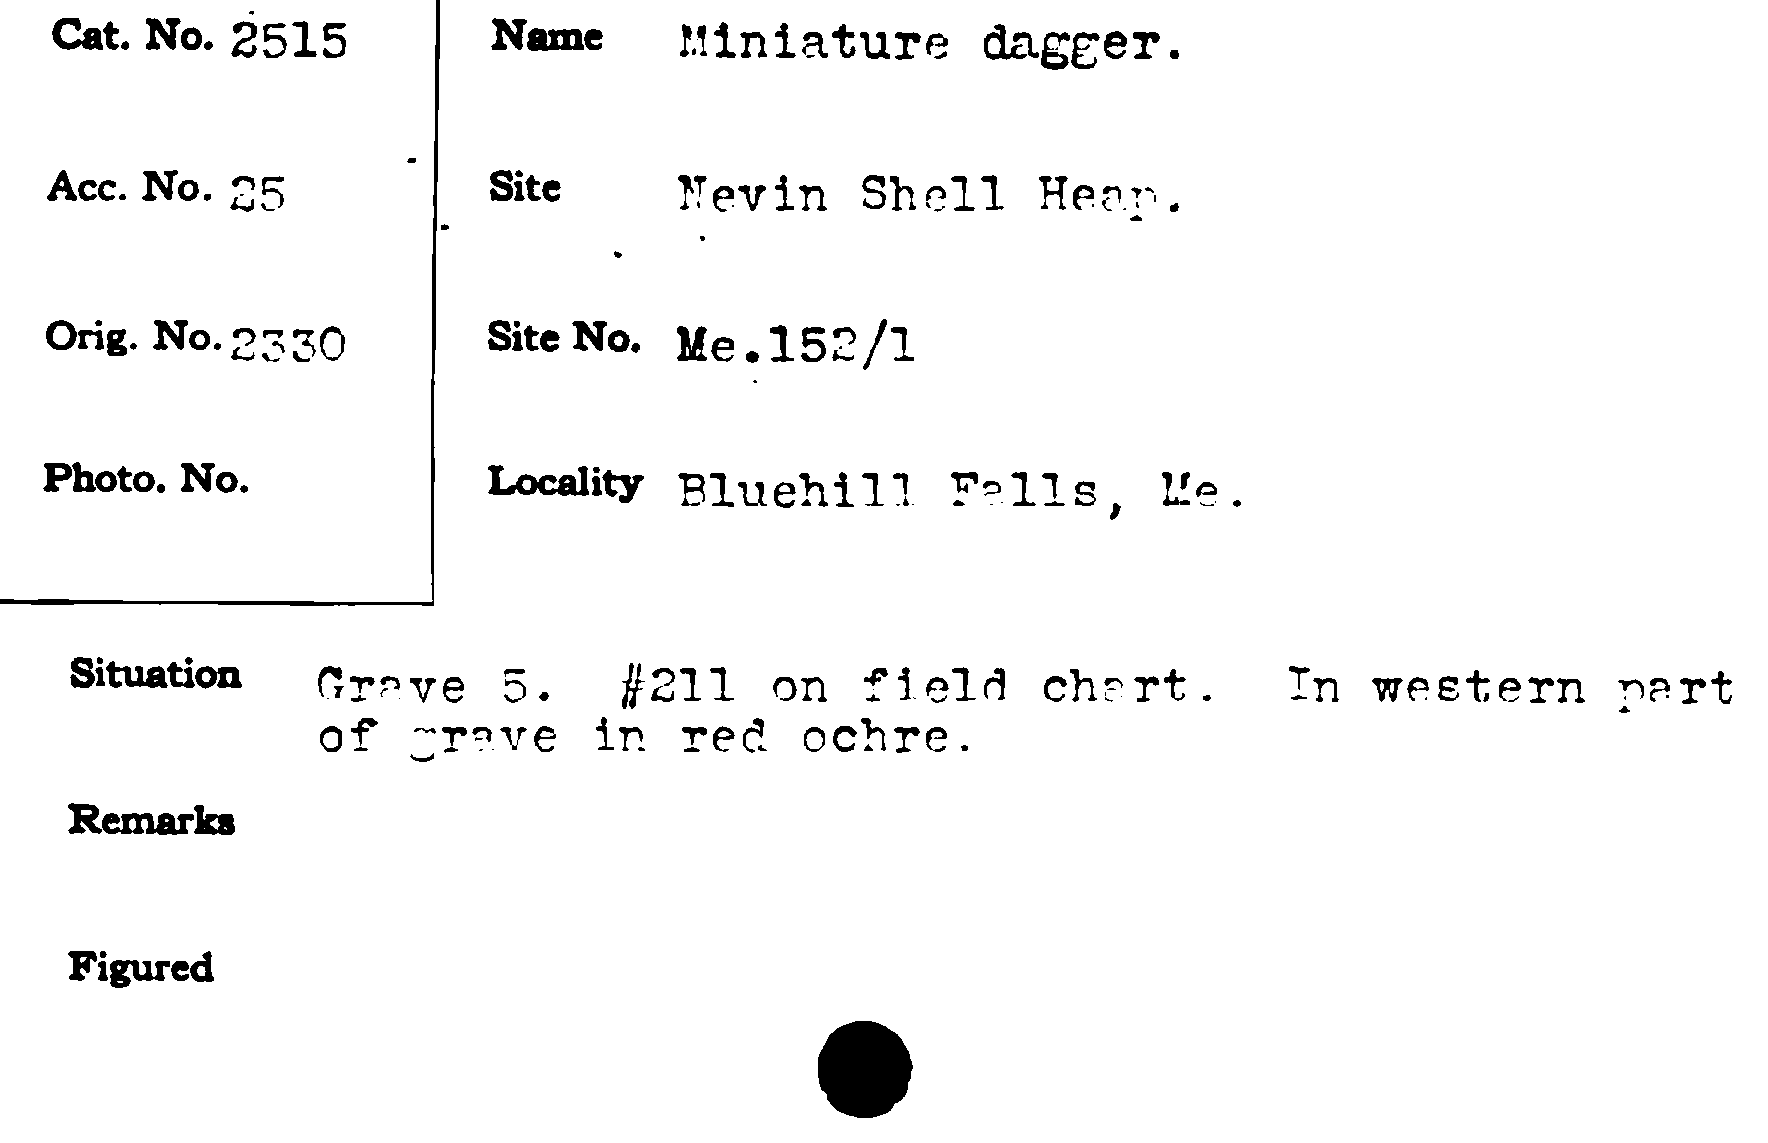 Cat. No. 2515
Name Miniature dagger.
Acc. No. 25
Site Nevin Shell Heap.
Orig. No. 2330
Site No. Me.152/1
Photo. No.
Locality Bluehill Falls, Me.
Situation Grave 5. #211 on field chart. In western part
of grave in red ochre.
Remarks
Figured